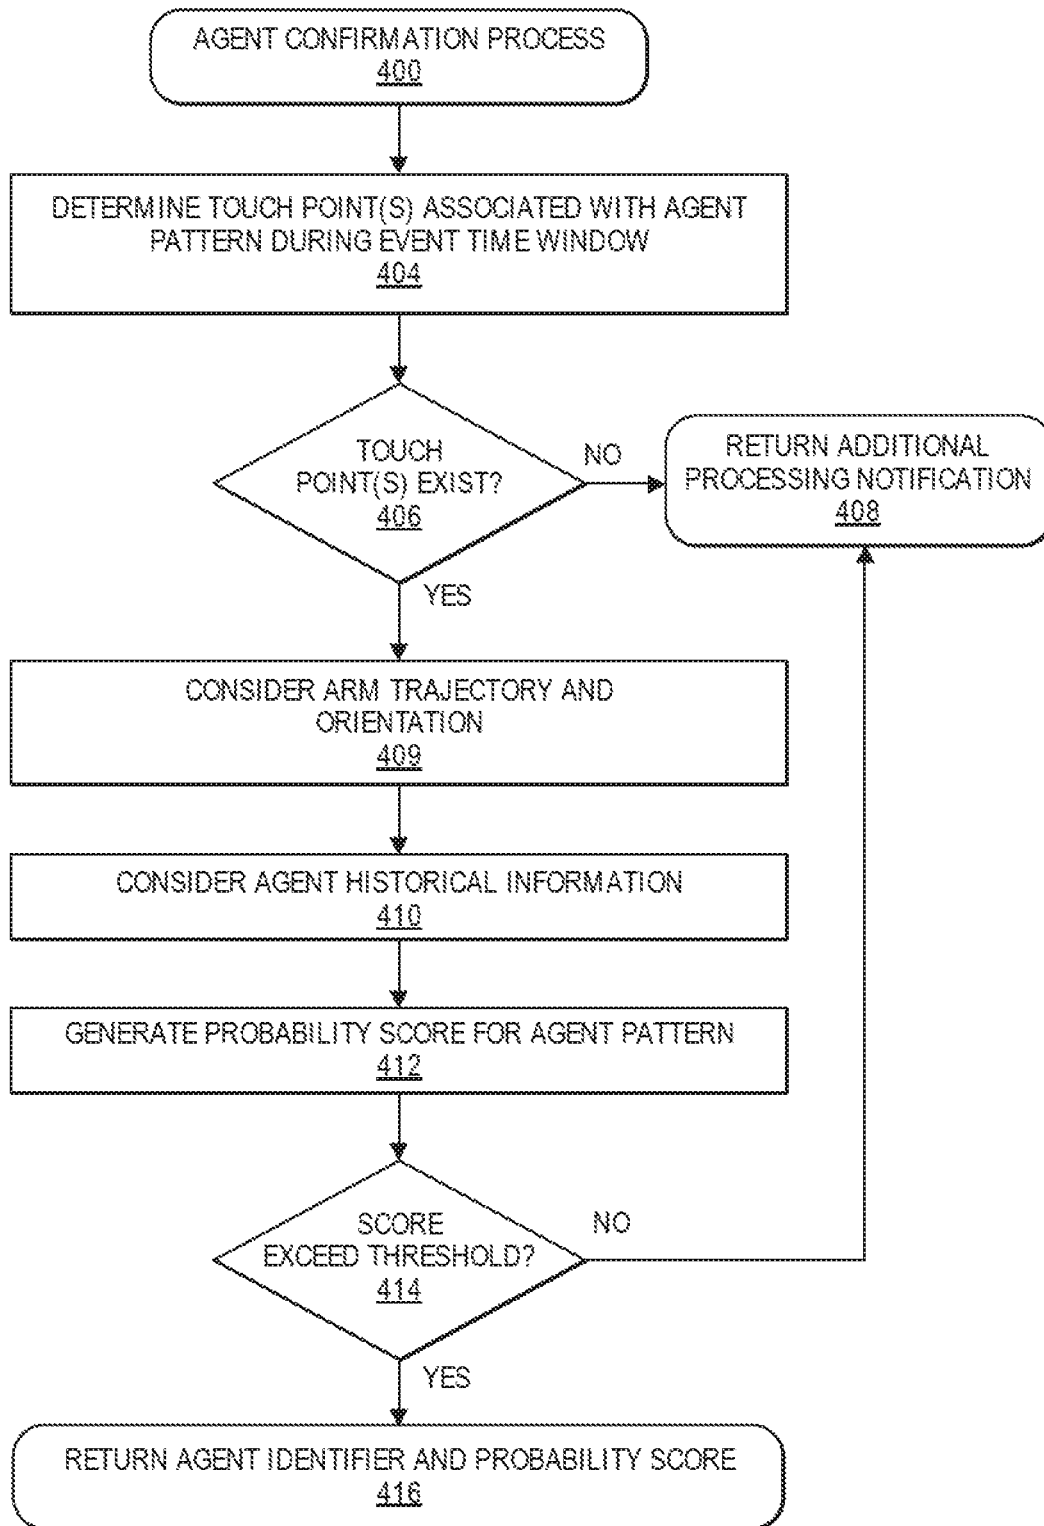 AGENT CONFIRMATION PROCESS
400
DETERMINE TOUCH POINT(S) ASSOCIATED WITH AGENT
PATTERN DURING EVENT TIME WINDOW
404
TOUCH
POINT(S) EXIST?
406
NO
RETURN ADDITIONAL
PROCESSING NOTIFICATION
408
YES
CONSIDER ARM TRAJECTORY AND
ORIENTATION
409
CONSIDER AGENT HISTORICAL INFORMATION
410
GENERATE PROBABILITY SCORE FOR AGENT PATTERN
412
SCORE
EXCEED THRESHOLD?
414
NO
YES
RETURN AGENT IDENTIFIER AND PROBABILITY SCORE
416